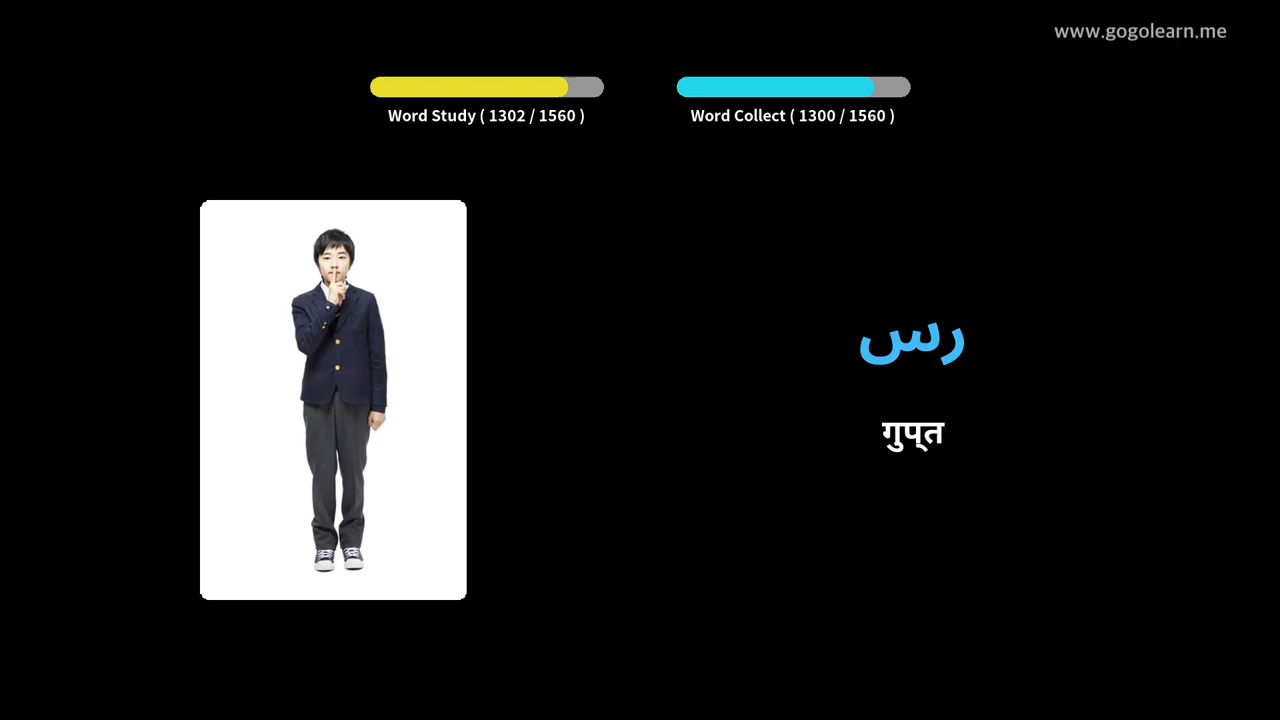 www.gogolearn.me
Word Study ( 1302 / 1560 )
Word Collect ( 1300 / 1560 )
رس
गुप्‌त